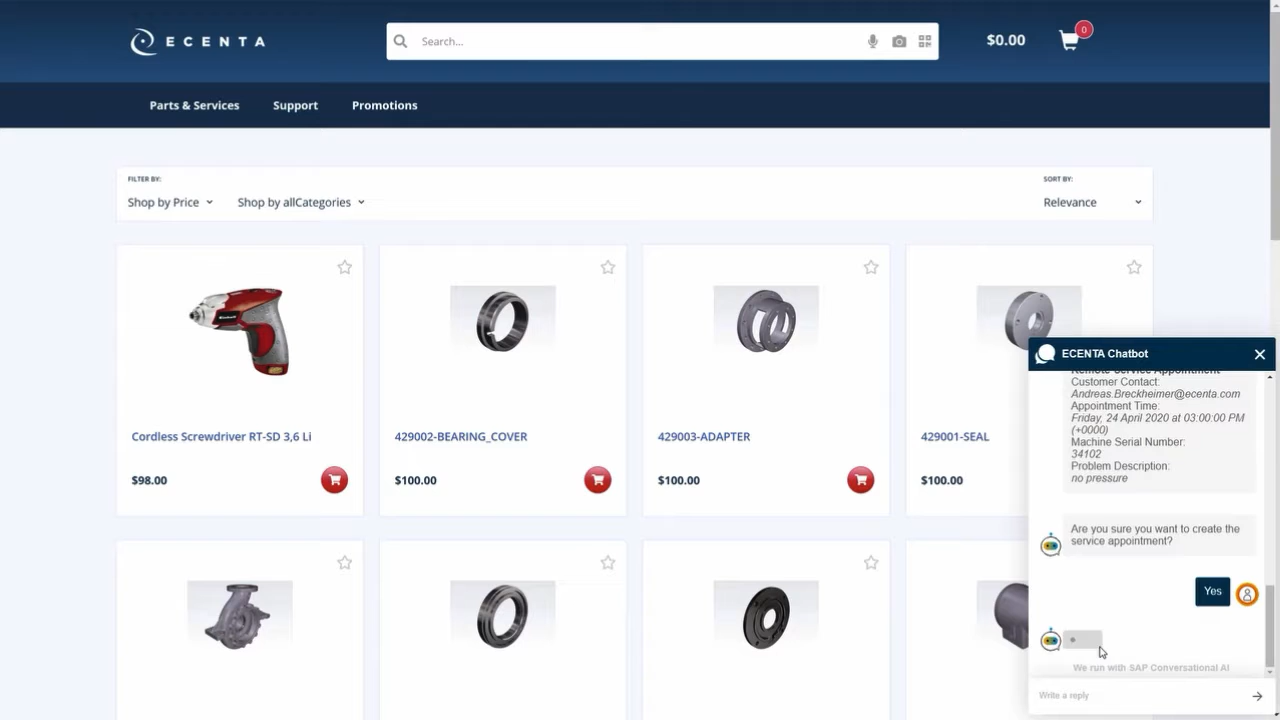 ECENTA
Search...
$0.00
0
Parts & Services
Support
Promotions
FILTER BY:
Shop by Price
Shop by allCategories
SORT BY:
Relevance
Cordless Screwdriver RT-SD 3,6 Li
$98.00
429002-BEARING_COVER
$100.00
429003-ADAPTER
$100.00
429001-SEAL
$100.00
ECENTA Chatbot
Remote Service Appointment
Customer Contact:
Andreas.Breckheimer@ecenta.com
Appointment Time:
Friday, 24 April 2020 at 03:00:00 PM
(+0000)
Machine Serial Number:
34102
Problem Description:
no pressure
Are you sure you want to create the
service appointment?
Yes
We run with SAP Conversational AI
Write a reply